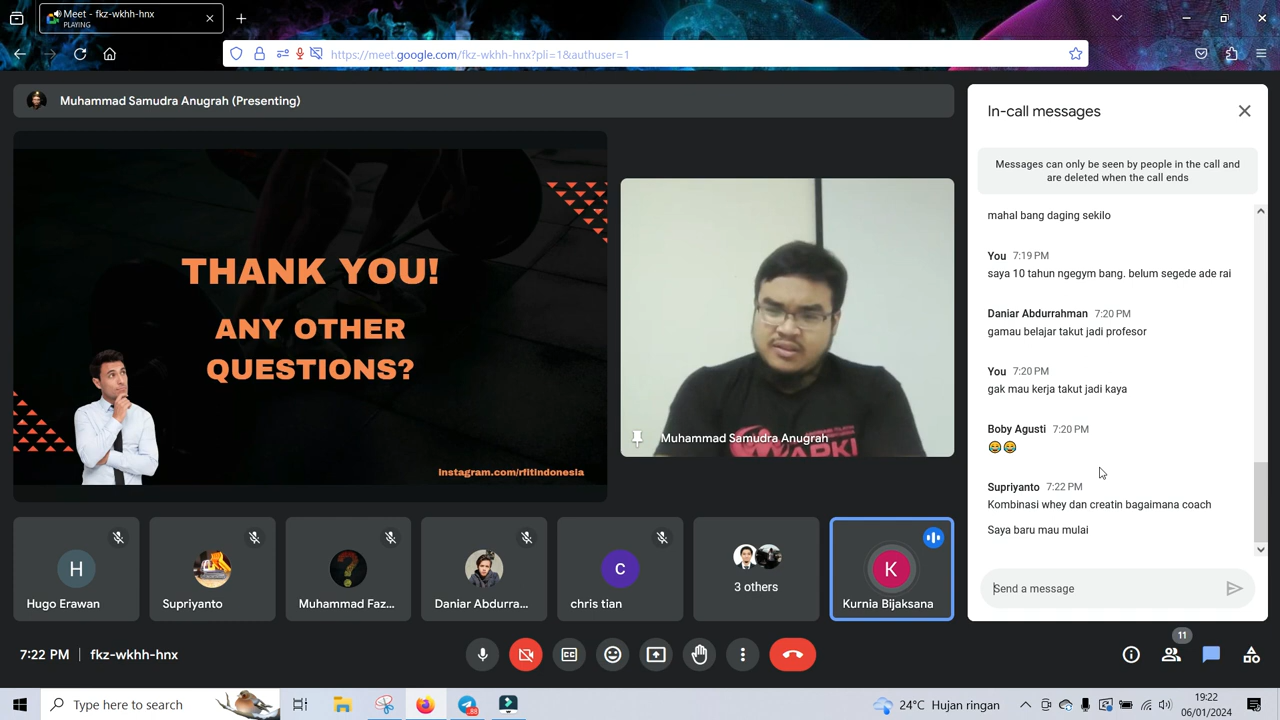 Meet - fkz-wkhh-hnx
PLAYING
https://meet.google.com/fkz-wkhh-hnx?pli=1&authuser=1
Muhammad Samudra Anugrah (Presenting)
THANK YOU!
ANY OTHER
QUESTIONS?
Instagram.com/rfitindonesia
Muhammad Samudra Anugrah
H
Hugo Erawan
Supriyanto
?
Muhammad Faz...
Daniar Abdurra...
c
chris tian
3 others
K
Kurnia Bijaksana
In-call messages
Messages can only be seen by people in the call and
are deleted when the call ends
mahal bang daging sekilo
You 7:19 PM
saya 10 tahun ngegym bang. belum segede ade rai
Daniar Abdurrahman 7:20 PM
gamau belajar takut jadi profesor
You 7:20 PM
gak mau kerja takut jadi kaya
Boby Agusti 7:20 PM
😂😂
Supriyanto 7:22 PM
Kombinasi whey dan creatin bagaimana coach
Saya baru mau mulai
Send a message
7:22 PM | fkz-wkhh-hnx
11
Type here to search
24°C Hujan ringan
19:22
06/01/2024